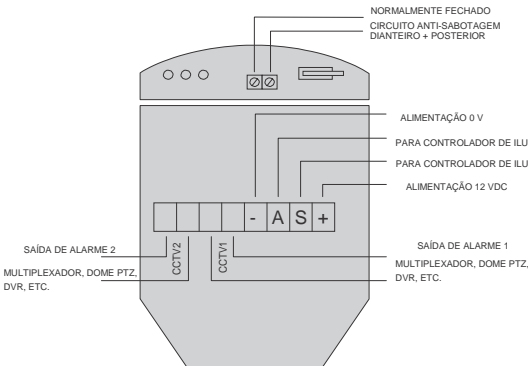 NORMALMENTE FECHADO
CIRCUITO ANTI-SABOTAGEM
DIANTEIRO + POSTERIOR
ALIMENTAÇÃO 0 V
PARA CONTROLADOR DE ILU
PARA CONTROLADOR DE ILU
ALIMENTAÇÃO 12 VDC
- A S +
CCTV2
CCTV1
SAÍDA DE ALARME 2
MULTIPLEXADOR, DOME PTZ,
DVR, ETC.
SAÍDA DE ALARME 1
MULTIPLEXADOR, DOME PTZ,
DVR, ETC.